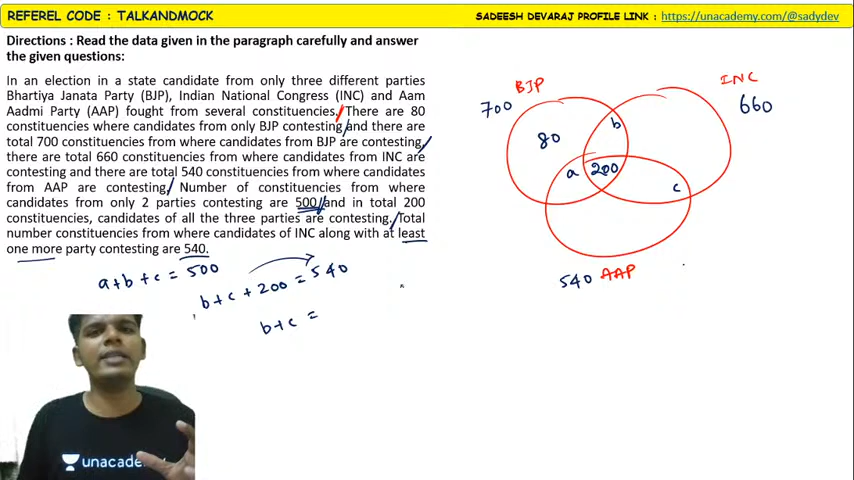 REFEREL CODE : TALKANDMOCK
SADEESH DEVARAJ PROFILE LINK : https://unacademy.com/@sadydev
Directions : Read the data given in the paragraph carefully and answer
the given questions:
In an election in a state candidate from only three different parties
Bhartiya Janata Party (BJP), Indian National Congress (INC) and Aam
Aadmi Party (AAP) fought from several constituencies. There are 80
constituencies where candidates from only BJP contesting and there are
total 700 constituencies from where candidates from BJP are contesting,
there are total 660 constituencies from where candidates from INC are
contesting and there are total 540 constituencies from where candidates
from AAP are contesting. Number of constituencies from where
candidates from only 2 parties contesting are 500 and in total 200
constituencies, candidates of all the three parties are contesting. Total
number constituencies from where candidates of INC along with at least
one more party contesting are 540.
a+b+c = 500
b+c+200 = 540
b+c =
BJP
INC
700
660
80
b
a
200
c
540 AAP
unacade